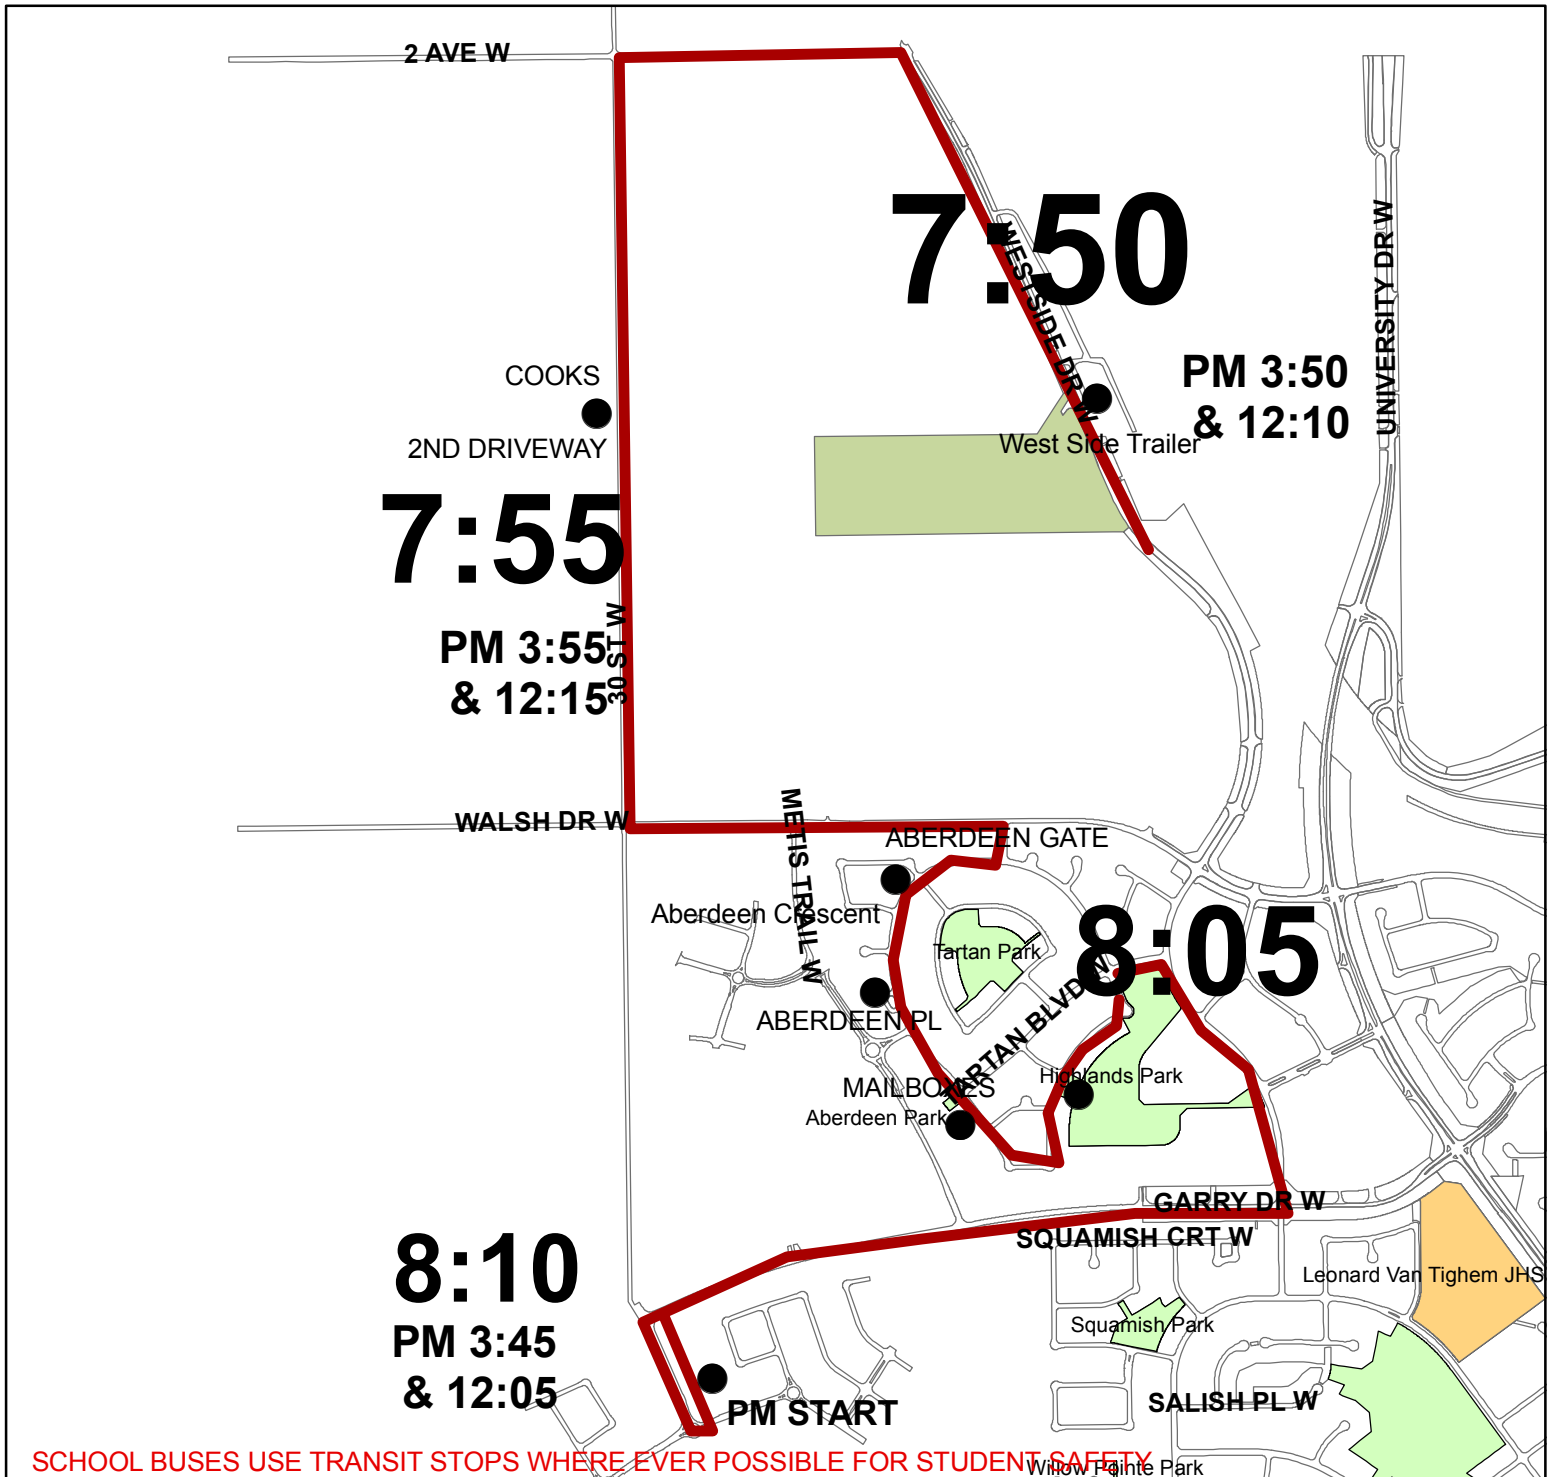 2 AVE W
7:50
WESTSIDE DR W
UNIVERSITY DR W
PM 3:50
& 12:10
COOKS
2ND DRIVEWAY
West Side Trailer
7:55
PM 3:55
& 12:15
30 ST W
WALSH DR W
METIS TRAIL W
ABERDEEN GATE
Aberdeen Crescent
Tartan Park
8:05
ABERDEEN PL
TARTAN BLVD W
MAILBOXES
Highlands Park
Aberdeen Park
GARRY DR W
SQUAMISH CRT W
8:10
Leonard Van Tighem JHS
PM 3:45
& 12:05
Squamish Park
PM START
SALISH PL W
SCHOOL BUSES USE TRANSIT STOPS WHERE EVER POSSIBLE FOR STUDENT SAFETY
Willow Pointe Park